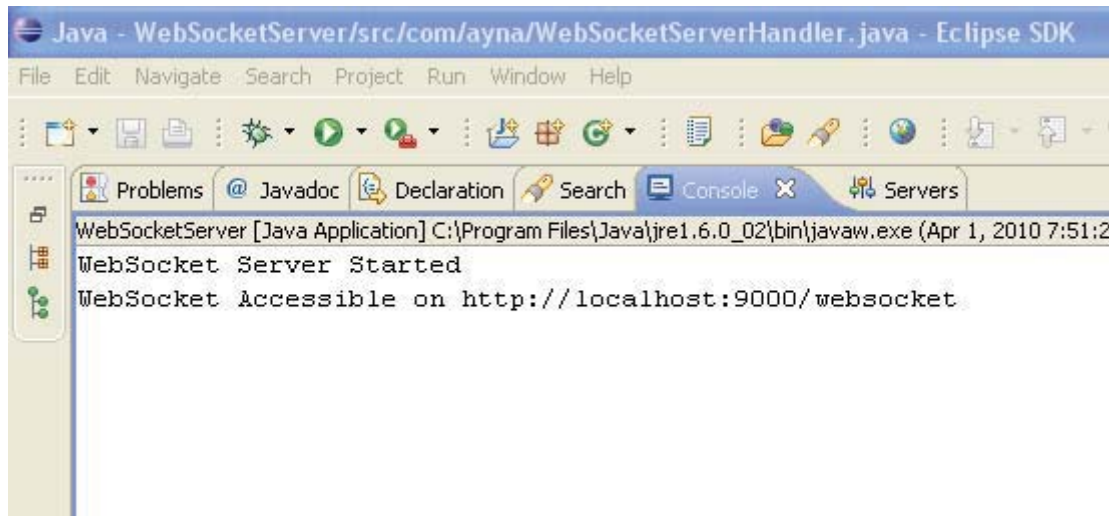 Java - WebSocketServer/src/com/ayna/WebSocketServerHandler.java - Eclipse SDK
File Edit Navigate Search Project Run Window Help
Problems @ Javadoc Declaration Search Console Servers
WebSocketServer [Java Application] C:\Program Files\Java\jre1.6.0_02\bin\javaw.exe (Apr 1, 2010 7:51:2
WebSocket Server Started
WebSocket Accessible on http://localhost:9000/websocket